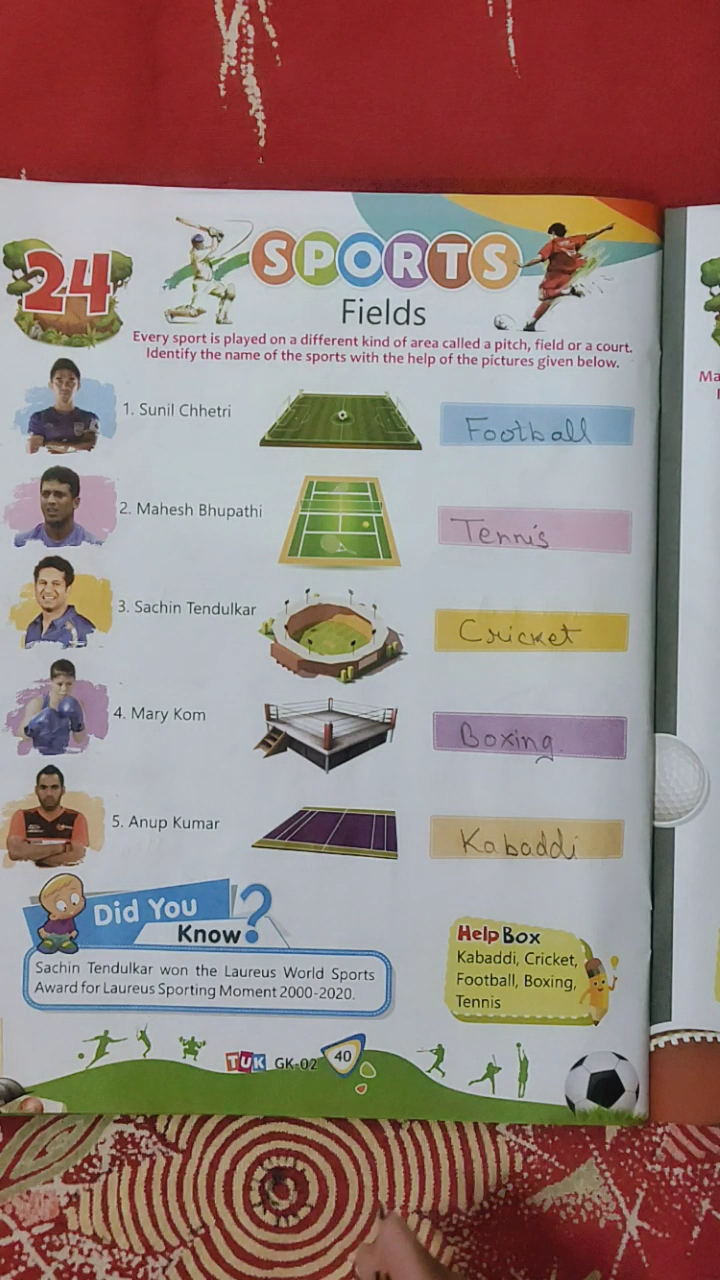 24
SPORTS
Fields
Every sport is played on a different kind of area called a pitch, field or a court.
Identify the name of the sports with the help of the pictures given below.
1. Sunil Chhetri
Football
2. Mahesh Bhupathi
Tennis
3. Sachin Tendulkar
Cricket
4. Mary Kom
Boxing
5. Anup Kumar
Kabaddi
Did You
Know?
Sachin Tendulkar won the Laureus World Sports
Award for Laureus Sporting Moment 2000-2020.
Help Box
Kabaddi, Cricket,
Football, Boxing,
Tennis
TUK GK-02 40
Ma